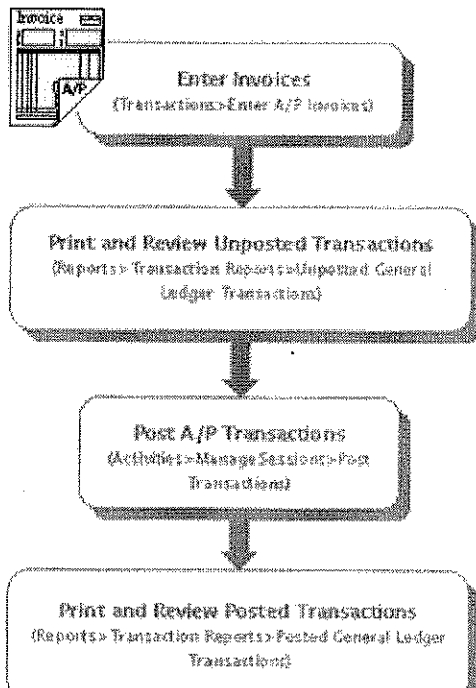 Invoice
A/P
Enter Invoices
(Transactions>Enter A/P Invoices)
Print and Review Unposted Transactions
(Reports> Transaction Reports>Unposted General
Ledger Transactions)
Post A/P Transactions
(Activities>Manage Sessions>Post
Transactions)
Print and Review Posted Transactions
(Reports> Transaction Reports>Posted General Ledger
Transactions)